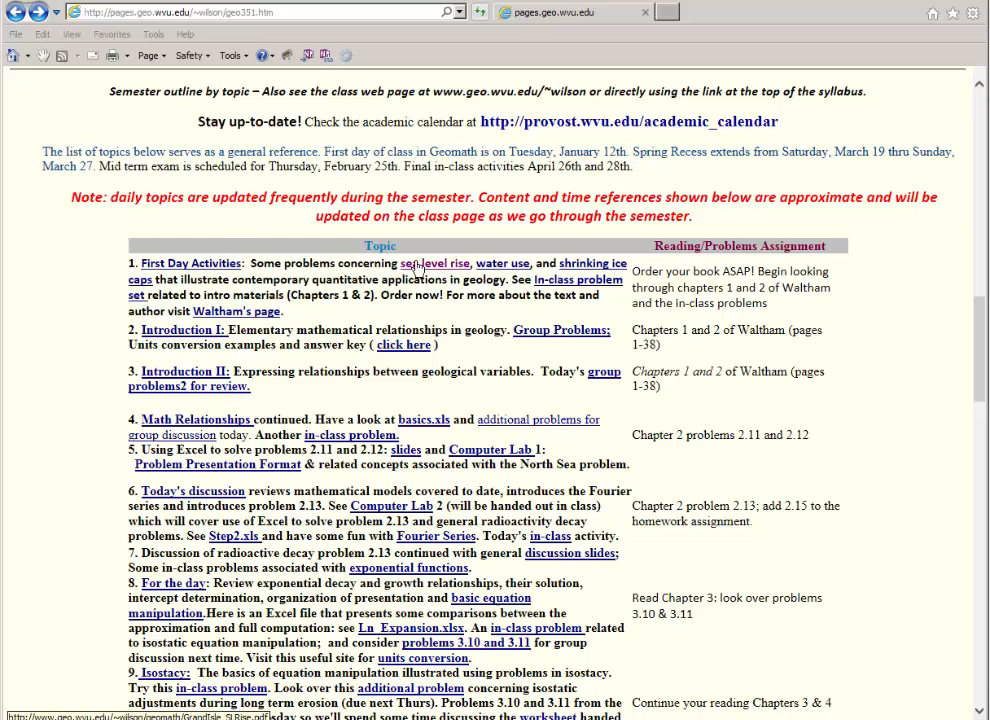 http://pages.geo.wvu.edu/~wilson/geo351.htm
pages.geo.wvu.edu
File Edit View Favorites Tools Help
Page Safety Tools
Semester outline by topic – Also see the class web page at www.geo.wvu.edu/~wilson or directly using the link at the top of the syllabus.
Stay up-to-date! Check the academic calendar at http://provost.wvu.edu/academic_calendar
The list of topics below serves as a general reference. First day of class in Geomath is on Tuesday, January 12th. Spring Recess extends from Saturday, March 19 thru Sunday,
March 27. Mid term exam is scheduled for Thursday, February 25th. Final in-class activities April 26th and 28th.
Note: daily topics are updated frequently during the semester. Content and time references shown below are approximate and will be
updated on the class page as we go through the semester.
Topic
Reading/Problems Assignment
1. First Day Activities: Some problems concerning sea level rise, water use, and shrinking ice
caps that illustrate contemporary quantitative applications in geology. See In-class problem
set related to intro materials (Chapters 1 & 2). Order now! For more about the text and
author visit Waltham's page.
Order your book ASAP! Begin looking
through chapters 1 and 2 of Waltham
and the in-class problems
2. Introduction I: Elementary mathematical relationships in geology. Group Problems;
Units conversion examples and answer key ( click here )
Chapters 1 and 2 of Waltham (pages
1-38)
3. Introduction II: Expressing relationships between geological variables. Today's group
problems2 for review.
Chapters 1 and 2 of Waltham (pages
1-38)
4. Math Relationships continued. Have a look at basics.xls and additional problems for
group discussion today. Another in-class problem.
Chapter 2 problems 2.11 and 2.12
5. Using Excel to solve problems 2.11 and 2.12: slides and Computer Lab 1:
Problem Presentation Format & related concepts associated with the North Sea problem.
6. Today's discussion reviews mathematical models covered to date, introduces the Fourier
series and introduces problem 2.13. See Computer Lab 2 (will be handed out in class)
which will cover use of Excel to solve problem 2.13 and general radioactivity decay
problems. See Step2.xls and have some fun with Fourier Series. Today's in-class activity.
Chapter 2 problem 2.13; add 2.15 to the
homework assignment.
7. Discussion of radioactive decay problem 2.13 continued with general discussion slides;
Some in-class problems associated with exponential functions.
8. For the day: Review exponential decay and growth relationships, their solution,
intercept determination, organization of presentation and basic equation
manipulation.Here is an Excel file that presents some comparisons between the
approximation and full computation: see Ln_Expansion.xlsx. An in-class problem related
to isostatic equation manipulation; and consider problems 3.10 and 3.11 for group
discussion next time. Visit this useful site for units conversion.
Read Chapter 3: look over problems
3.10 & 3.11
9. Isostacy: The basics of equation manipulation illustrated using problems in isostacy.
Try this in-class problem. Look over this additional problem concerning isostatic
adjustments during long term erosion (due next Thurs). Problems 3.10 and 3.11 from the
Continue your reading Chapters 3 & 4
http://www.geo.wvu.edu/~wilson/geomath/GrandIsle_SLRise.pdf
sday so we'll spend some time discussing the worksheet handed